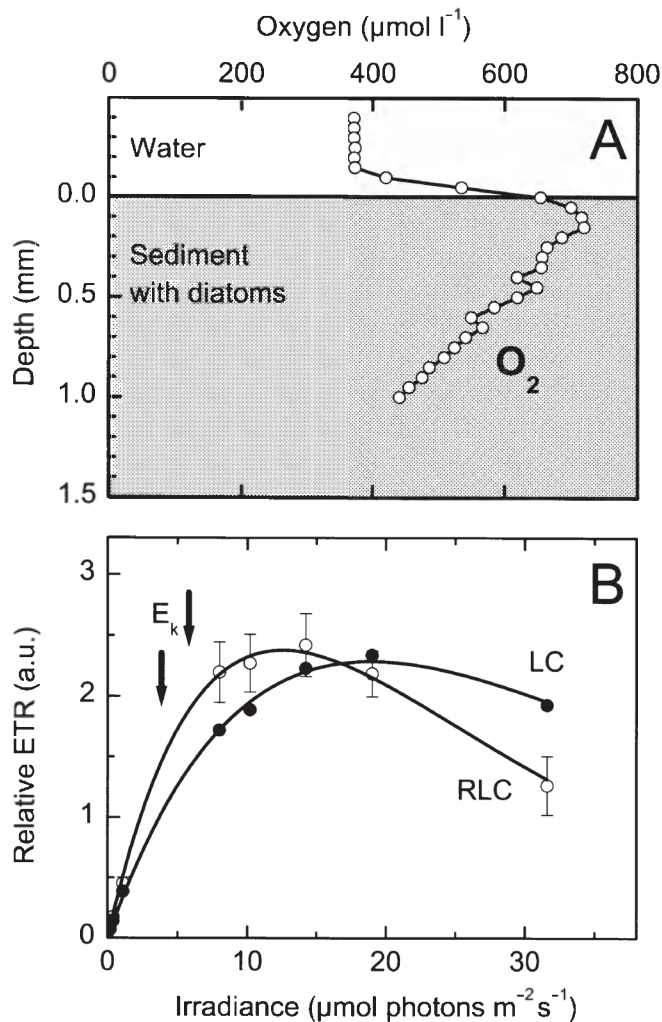 Oxygen (µmol l⁻¹)
0 200 400 600 800
A
Water
Sediment
with diatoms
O₂
0.0
0.5
1.0
1.5
Depth (mm)
B
3
2
1
0
Eₖ
LC
RLC
Relative ETR (a.u.)
0 10 20 30
Irradiance (µmol photons m⁻² s⁻¹)